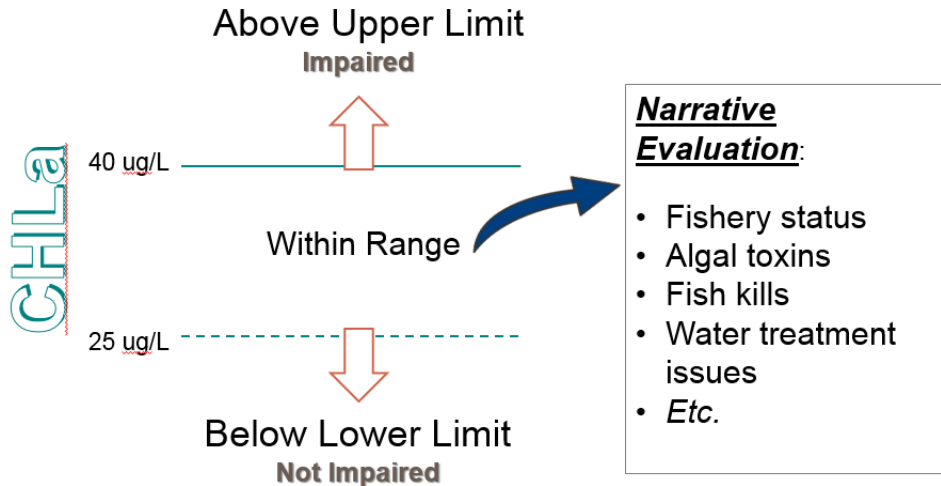 Above Upper Limit
Impaired
CHLa
40 ug/L
Within Range
25 ug/L
Below Lower Limit
Not Impaired
Narrative
Evaluation:
• Fishery status
• Algal toxins
• Fish kills
• Water treatment
issues
• Etc.